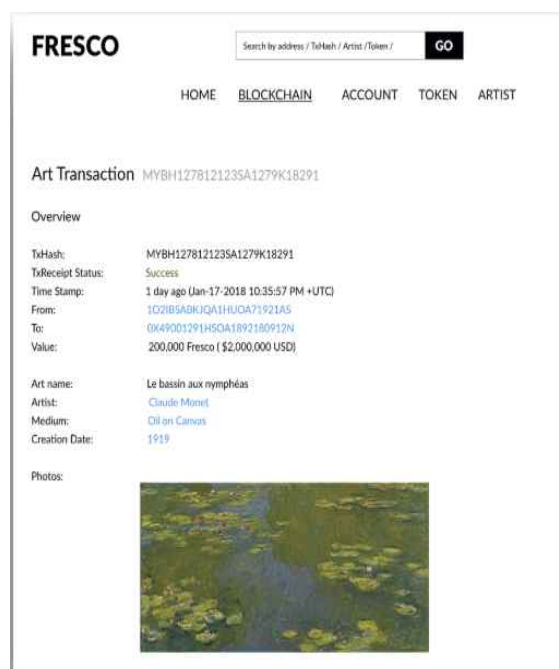 FRESCO
Search by address / TxHash / Artist /Token /
GO
HOME BLOCKCHAIN ACCOUNT TOKEN ARTIST
Art Transaction MYBH127812123SA1279K18291
Overview
TxHash: MYBH127812123SA1279K18291
TxReceipt Status: Success
Time Stamp: 1 day ago (Jan-17-2018 10:35:57 PM +UTC)
From: 1O2IBSABKJQA1HUOA71921AS
To: 0X49001291HSOA1892180912N
Value: 200,000 Fresco ( $2,000,000 USD)
Art name: Le bassin aux nymphéas
Artist: Claude Monet
Medium: Oil on Canvas
Creation Date: 1919
Photos: